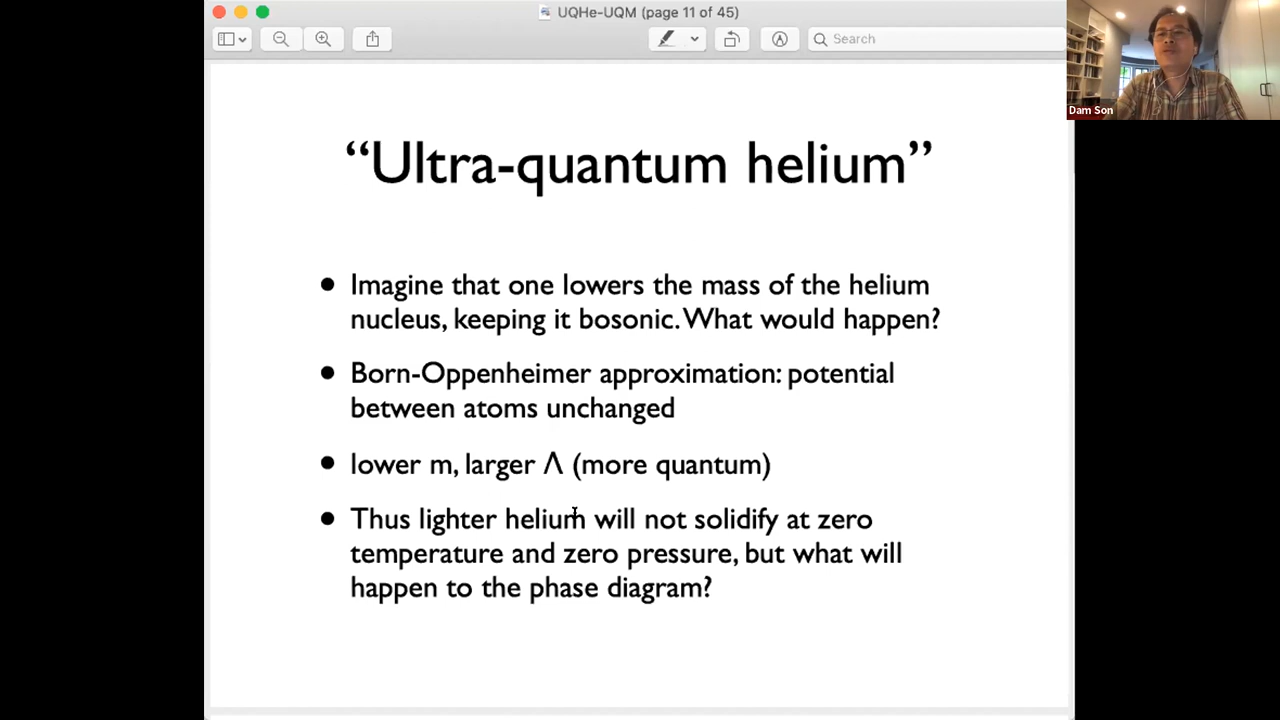 UQHe-UQM (page 11 of 45)
Search
Dam Son
“Ultra-quantum helium”
• Imagine that one lowers the mass of the helium
nucleus, keeping it bosonic. What would happen?
• Born-Oppenheimer approximation: potential
between atoms unchanged
• lower m, larger Λ (more quantum)
• Thus lighter helium will not solidify at zero
temperature and zero pressure, but what will
happen to the phase diagram?